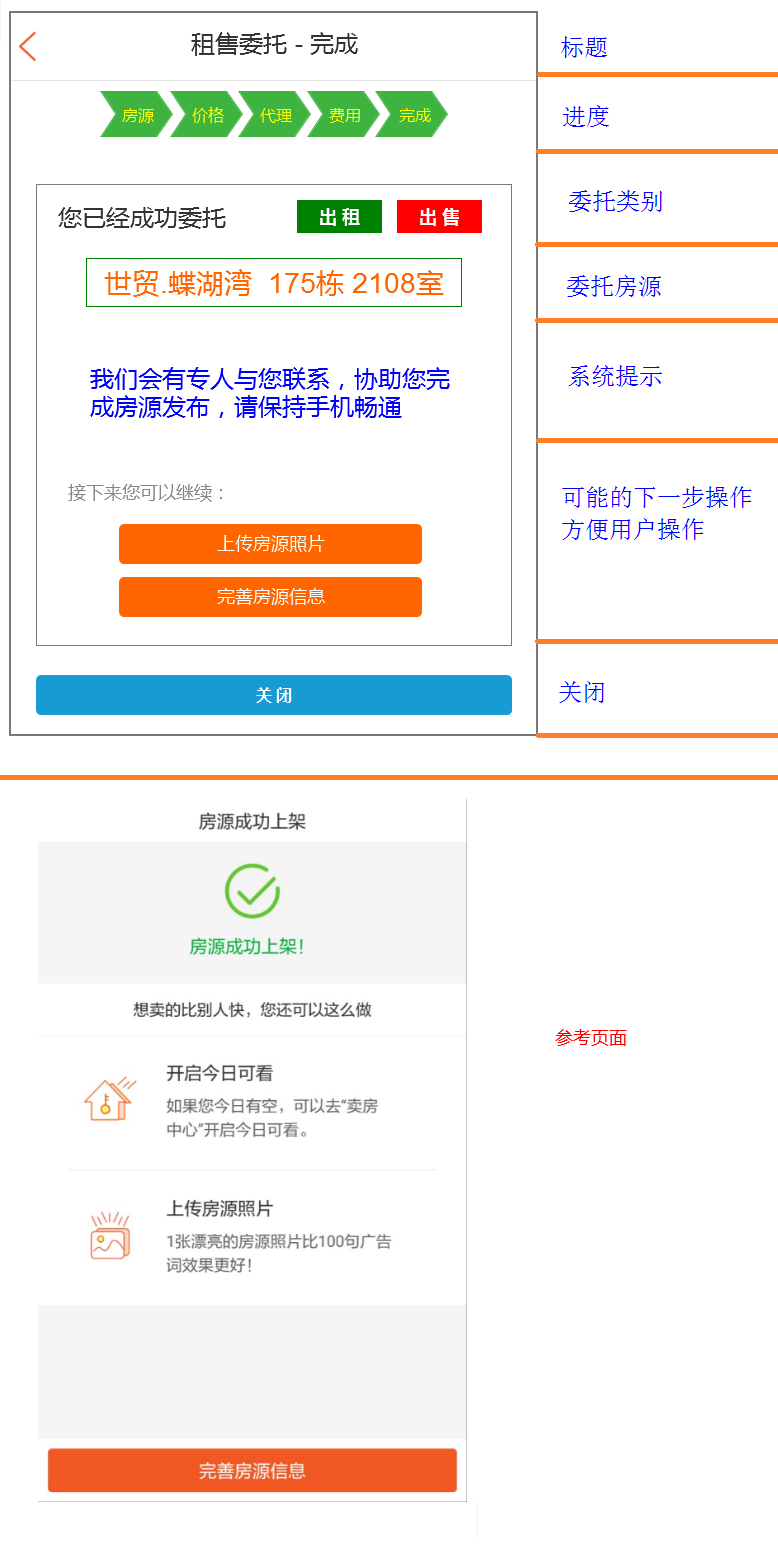 租售委托 - 完成
标题
房源 价格 代理 费用 完成
进度
您已经成功委托 出 租 出 售
委托类别
世贸.蝶湖湾 175栋 2108室
委托房源
我们会有专人与您联系，协助您完
成房源发布，请保持手机畅通
系统提示
接下来您可以继续：
上传房源照片
完善房源信息
可能的下一步操作
方便用户操作
关 闭
关闭
房源成功上架
房源成功上架!
想卖的比别人快，您还可以这么做
开启今日可看
如果您今日有空，可以去“卖房
中心”开启今日可看。
上传房源照片
1张漂亮的房源照片比100句广告
词效果更好!
完善房源信息
参考页面